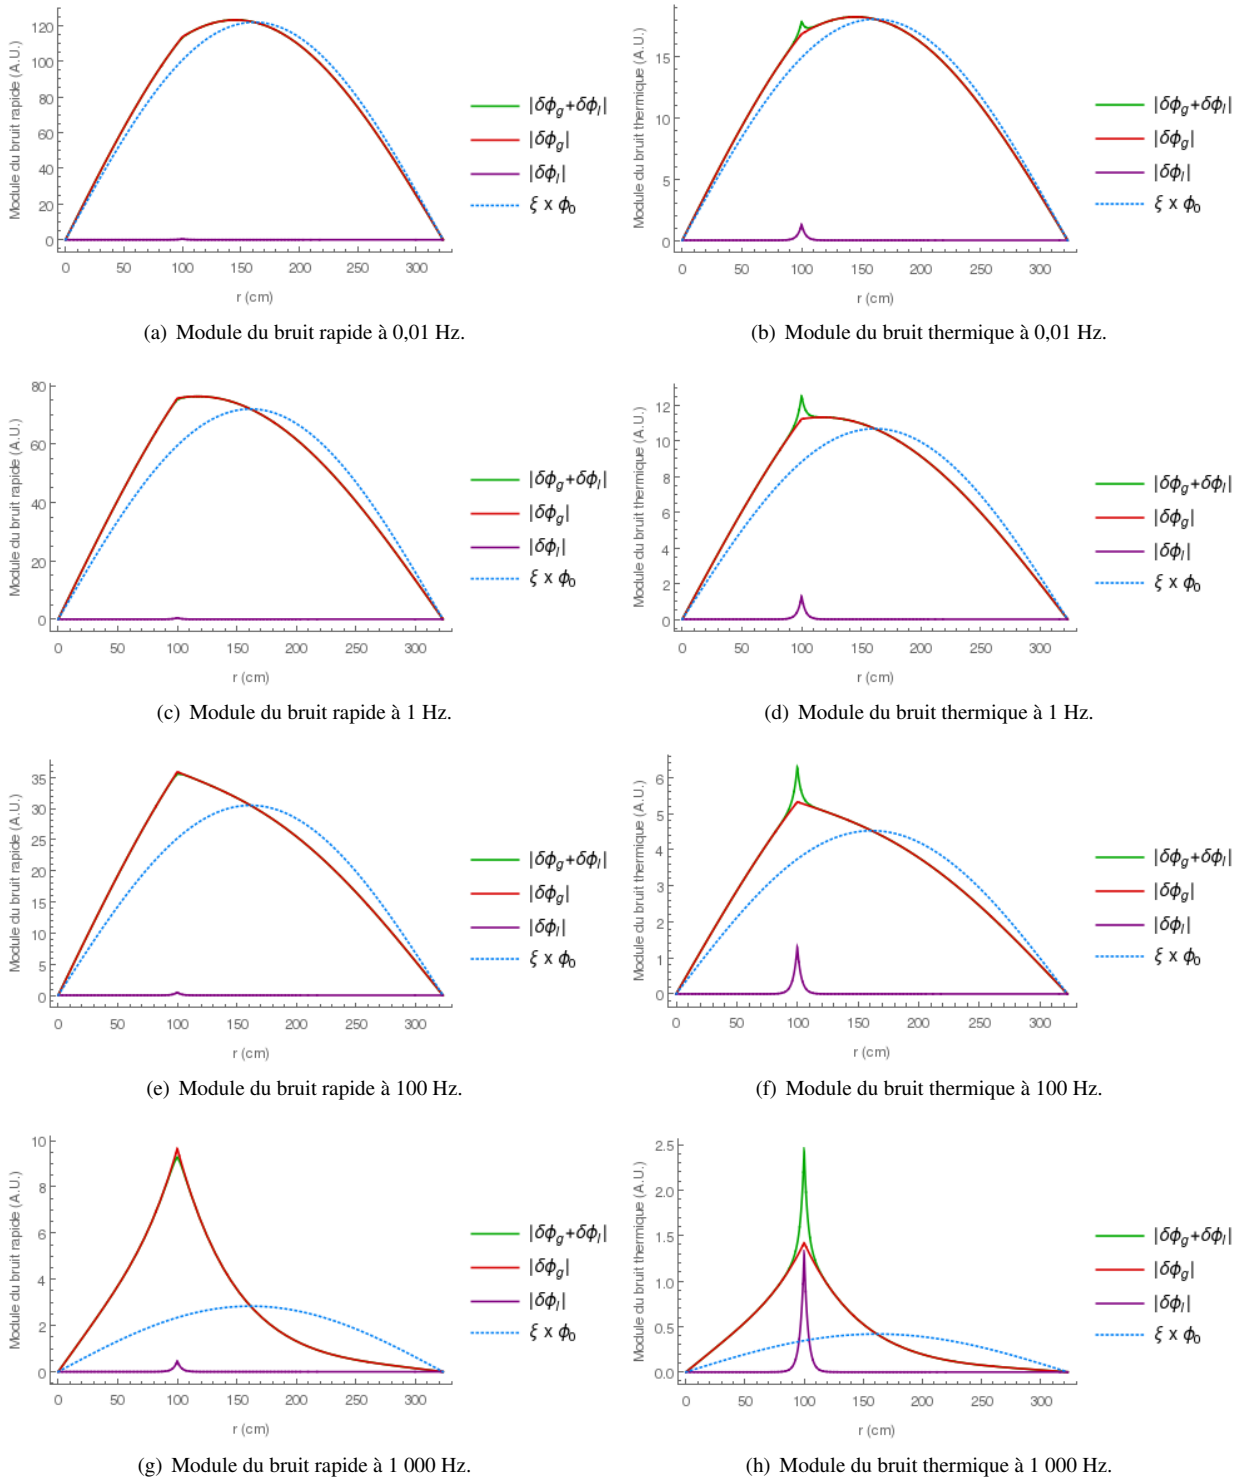 Module du bruit rapide (A.U.)
120
100
80
60
40
20
0
0 50 100 150 200 250 300
r (cm)
|δϕg+δϕl|
|δϕg|
|δϕl|
ξ x ϕ0
(a) Module du bruit rapide à 0,01 Hz.
Module du bruit thermique (A.U.)
15
10
5
0
0 50 100 150 200 250 300
r (cm)
|δϕg+δϕl|
|δϕg|
|δϕl|
ξ x ϕ0
(b) Module du bruit thermique à 0,01 Hz.
Module du bruit rapide (A.U.)
80
60
40
20
0
0 50 100 150 200 250 300
r (cm)
|δϕg+δϕl|
|δϕg|
|δϕl|
ξ x ϕ0
(c) Module du bruit rapide à 1 Hz.
Module du bruit thermique (A.U.)
12
10
8
6
4
2
0
0 50 100 150 200 250 300
r (cm)
|δϕg+δϕl|
|δϕg|
|δϕl|
ξ x ϕ0
(d) Module du bruit thermique à 1 Hz.
Module du bruit rapide (A.U.)
35
30
25
20
15
10
5
0
0 50 100 150 200 250 300
r (cm)
|δϕg+δϕl|
|δϕg|
|δϕl|
ξ x ϕ0
(e) Module du bruit rapide à 100 Hz.
Module du bruit thermique (A.U.)
6
5
4
3
2
1
0
0 50 100 150 200 250 300
r (cm)
|δϕg+δϕl|
|δϕg|
|δϕl|
ξ x ϕ0
(f) Module du bruit thermique à 100 Hz.
Module du bruit rapide (A.U.)
10
8
6
4
2
0
0 50 100 150 200 250 300
r (cm)
|δϕg+δϕl|
|δϕg|
|δϕl|
ξ x ϕ0
(g) Module du bruit rapide à 1 000 Hz.
Module du bruit thermique (A.U.)
2.5
2.0
1.5
1.0
0.5
0.0
0 50 100 150 200 250 300
r (cm)
|δϕg+δϕl|
|δϕg|
|δϕl|
ξ x ϕ0
(h) Module du bruit thermique à 1 000 Hz.